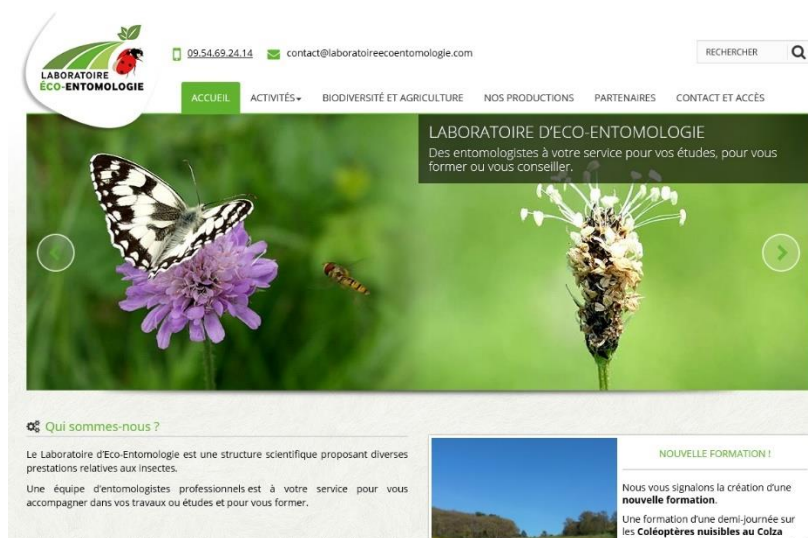 LABORATOIRE
ÉCO-ENTOMOLOGIE
09.54.69.24.14 contact@laboratoireecoentomologie.com
RECHERCHER
ACCUEIL ACTIVITÉS BIODIVERSITÉ ET AGRICULTURE NOS PRODUCTIONS PARTENAIRES CONTACT ET ACCÈS
LABORATOIRE D'ECO-ENTOMOLOGIE
Des entomologistes à votre service pour vos études, pour vous
former ou vous conseiller.
Qui sommes-nous ?
Le Laboratoire d'Eco-Entomologie est une structure scientifique proposant diverses
prestations relatives aux insectes.
Une équipe d'entomologistes professionnels est à votre service pour vous
accompagner dans vos travaux ou études et pour vous former.
NOUVELLE FORMATION !
Nous vous signalons la création d'une
nouvelle formation.
Une formation d'une demi-journée sur
les Coléoptères nuisibles au Colza